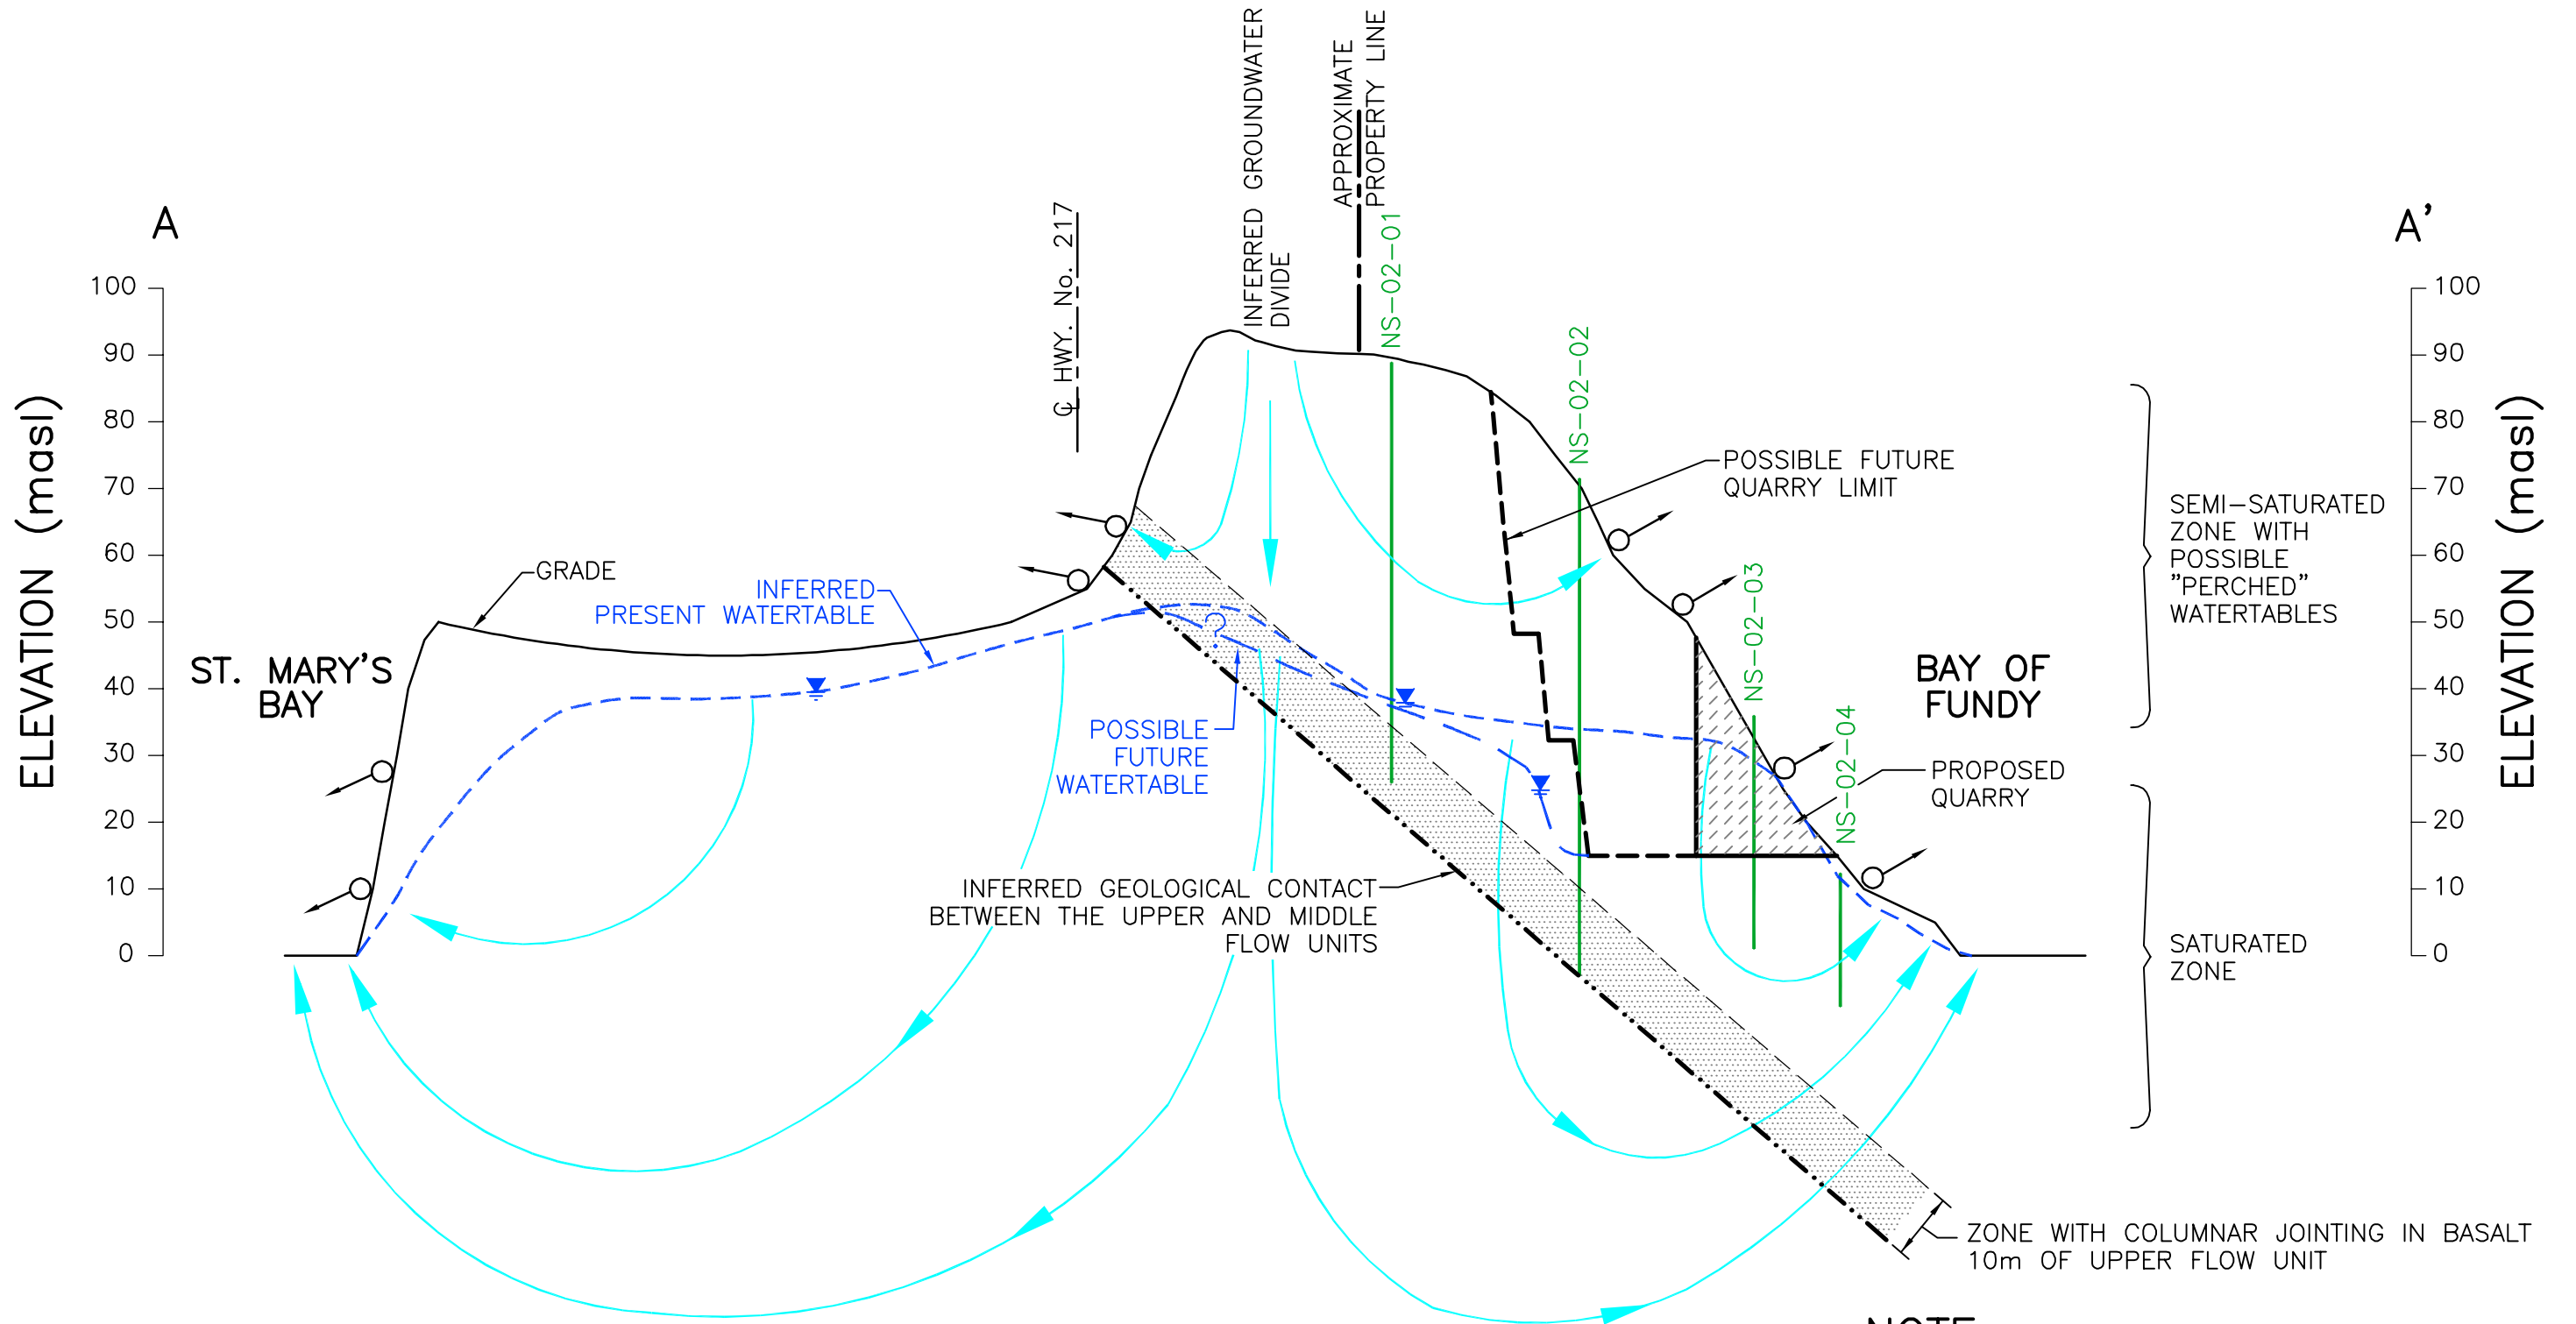 INFERRED GROUNDWATER
DIVIDE
APPROXIMATE
PROPERTY LINE
A
A'
℄ HWY. No. 217
NS-02-01
NS-02-02
NS-02-03
NS-02-04
ELEVATION (masl)
100
90
80
70
60
50
40
30
20
10
0
ST. MARY'S
BAY
GRADE
INFERRED
PRESENT WATERTABLE
?
POSSIBLE
FUTURE
WATERTABLE
INFERRED GEOLOGICAL CONTACT
BETWEEN THE UPPER AND MIDDLE
FLOW UNITS
POSSIBLE FUTURE
QUARRY LIMIT
BAY OF
FUNDY
PROPOSED
QUARRY
100
90
80
70
60
50
40
30
20
10
0
ELEVATION (masl)
SEMI-SATURATED
ZONE WITH
POSSIBLE
"PERCHED"
WATERTABLES
SATURATED
ZONE
ZONE WITH COLUMNAR JOINTING IN BASALT
10m OF UPPER FLOW UNIT
NOTE